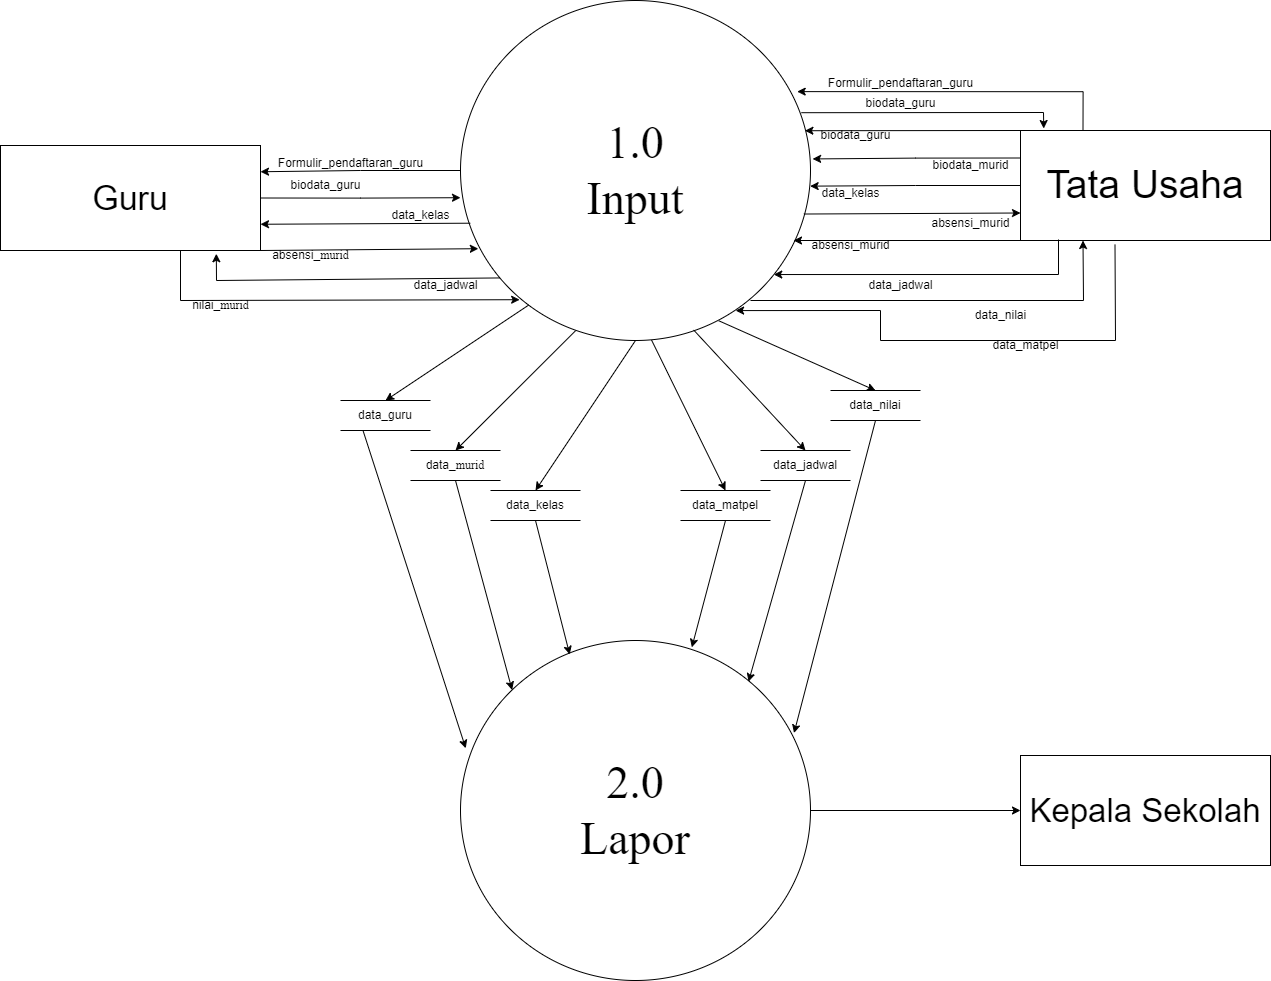 Formulir_pendaftaran_guru
biodata_guru
biodata_guru
biodata_murid
data_kelas
absensi_murid
absensi_murid
data_jadwal
data_nilai
data_matpel
Tata Usaha
1.0
Input
Guru
Formulir_pendaftaran_guru
biodata_guru
data_kelas
absensi_murid
data_jadwal
nilai_murid
data_guru
data_murid
data_kelas
data_matpel
data_jadwal
data_nilai
2.0
Lapor
Kepala Sekolah